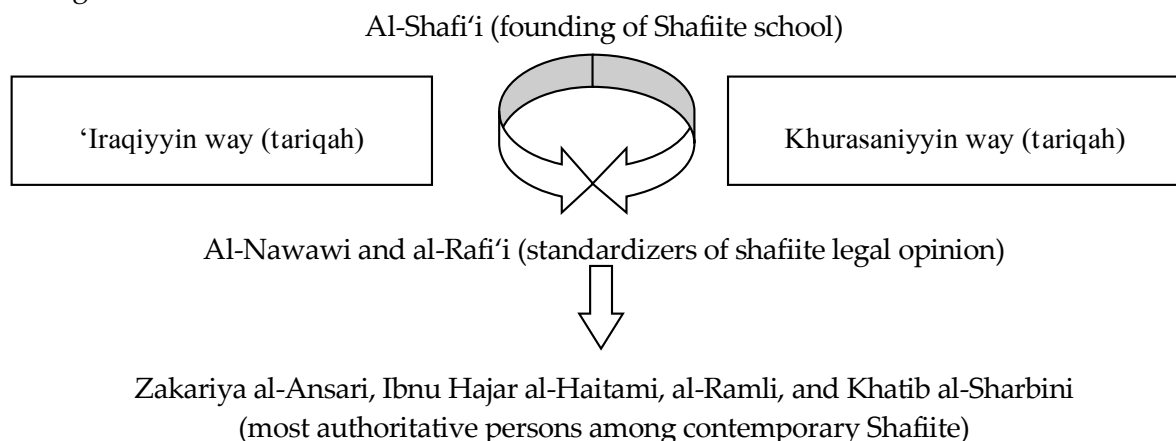 Al-Shafi‘i (founding of Shafiite school)
‘Iraqiyyin way (tariqah)
Khurasaniyyin way (tariqah)
Al-Nawawi and al-Rafi‘i (standardizers of shafiite legal opinion)
Zakariya al-Ansari, Ibnu Hajar al-Haitami, al-Ramli, and Khatib al-Sharbini
(most authoritative persons among contemporary Shafiite)